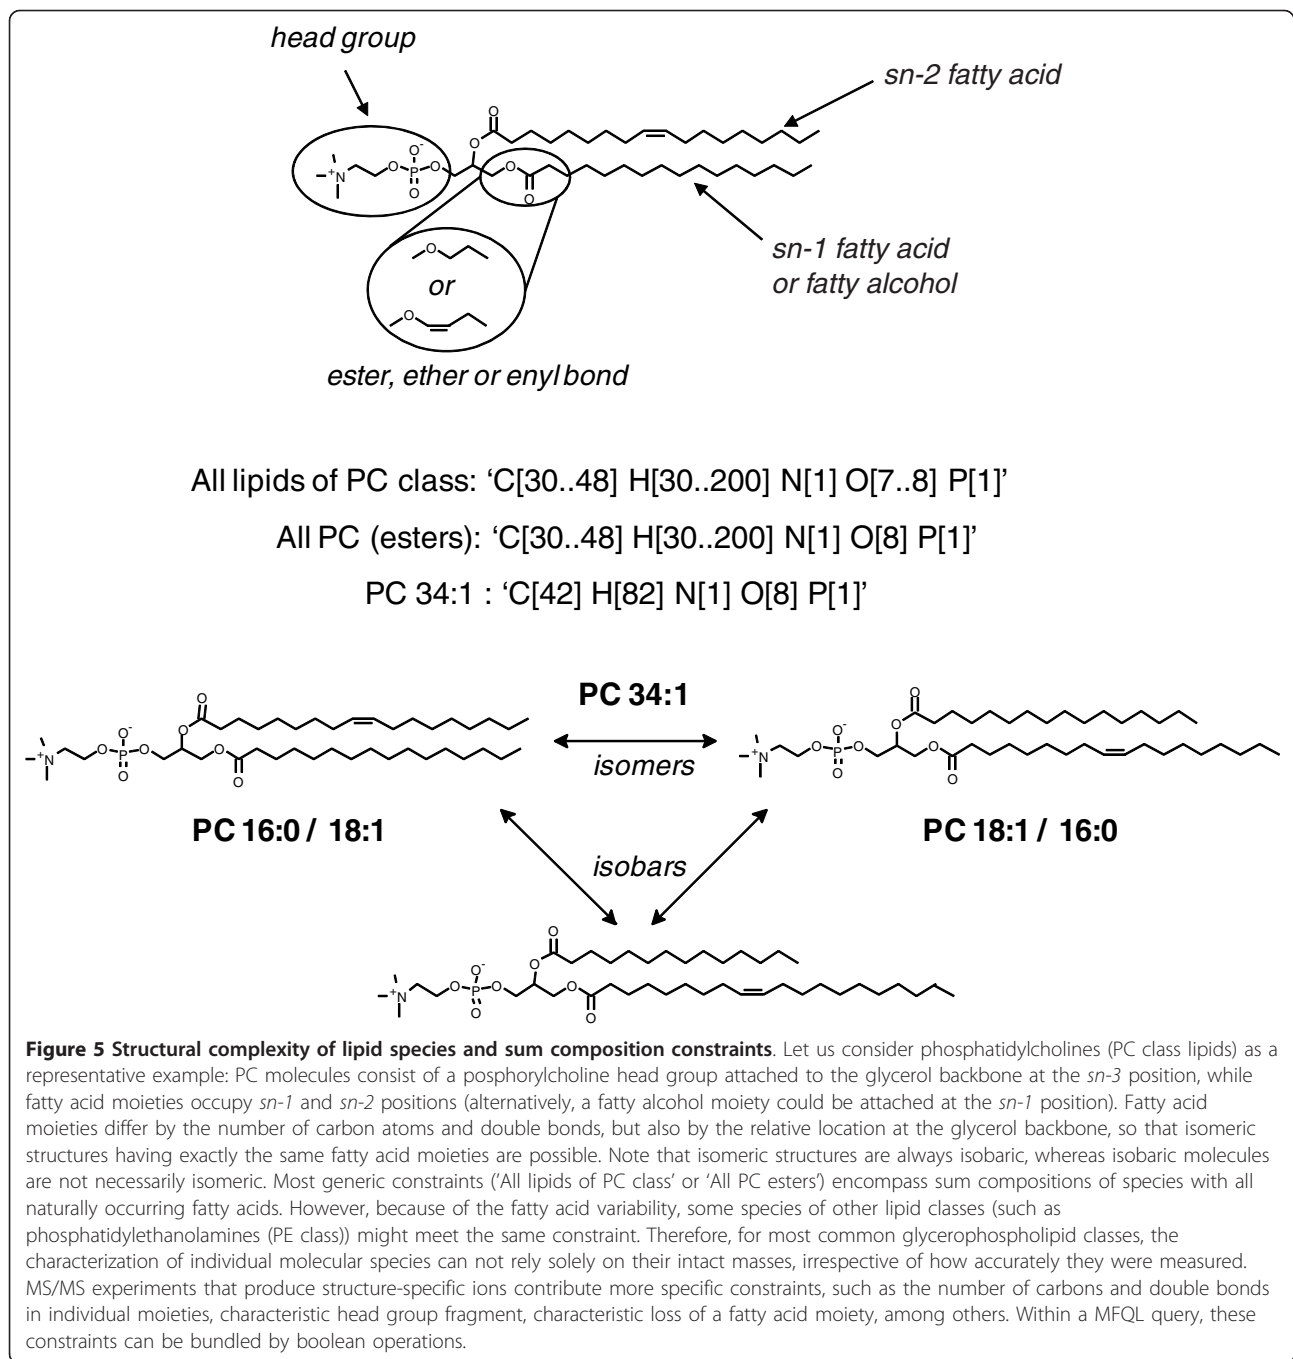 head group
sn-2 fatty acid
O
O
O-
+N
O
P
O
O
O
O
sn-1 fatty acid
or fatty alcohol
O
or
O
ester, ether or enyl bond
All lipids of PC class: ‘C[30..48] H[30..200] N[1] O[7..8] P[1]’
All PC (esters): ‘C[30..48] H[30..200] N[1] O[8] P[1]’
PC 34:1 : ‘C[42] H[82] N[1] O[8] P[1]’
PC 34:1
isomers
O
O
O-
+N
O
P
O
O
O
O
O
O
O-
+N
O
P
O
O
O
O
PC 16:0 / 18:1
PC 18:1 / 16:0
isobars
O
O
O-
+N
O
P
O
O
O
O
Figure 5 Structural complexity of lipid species and sum composition constraints. Let us consider phosphatidylcholines (PC class lipids) as a
representative example: PC molecules consist of a posphorylcholine head group attached to the glycerol backbone at the sn-3 position, while
fatty acid moieties occupy sn-1 and sn-2 positions (alternatively, a fatty alcohol moiety could be attached at the sn-1 position). Fatty acid
moieties differ by the number of carbon atoms and double bonds, but also by the relative location at the glycerol backbone, so that isomeric
structures having exactly the same fatty acid moieties are possible. Note that isomeric structures are always isobaric, whereas isobaric molecules
are not necessarily isomeric. Most generic constraints (’All lipids of PC class’ or ‘All PC esters’) encompass sum compositions of species with all
naturally occurring fatty acids. However, because of the fatty acid variability, some species of other lipid classes (such as
phosphatidylethanolamines (PE class)) might meet the same constraint. Therefore, for most common glycerophospholipid classes, the
characterization of individual molecular species can not rely solely on their intact masses, irrespective of how accurately they were measured.
MS/MS experiments that produce structure-specific ions contribute more specific constraints, such as the number of carbons and double bonds
in individual moieties, characteristic head group fragment, characteristic loss of a fatty acid moiety, among others. Within a MFQL query, these
constraints can be bundled by boolean operations.